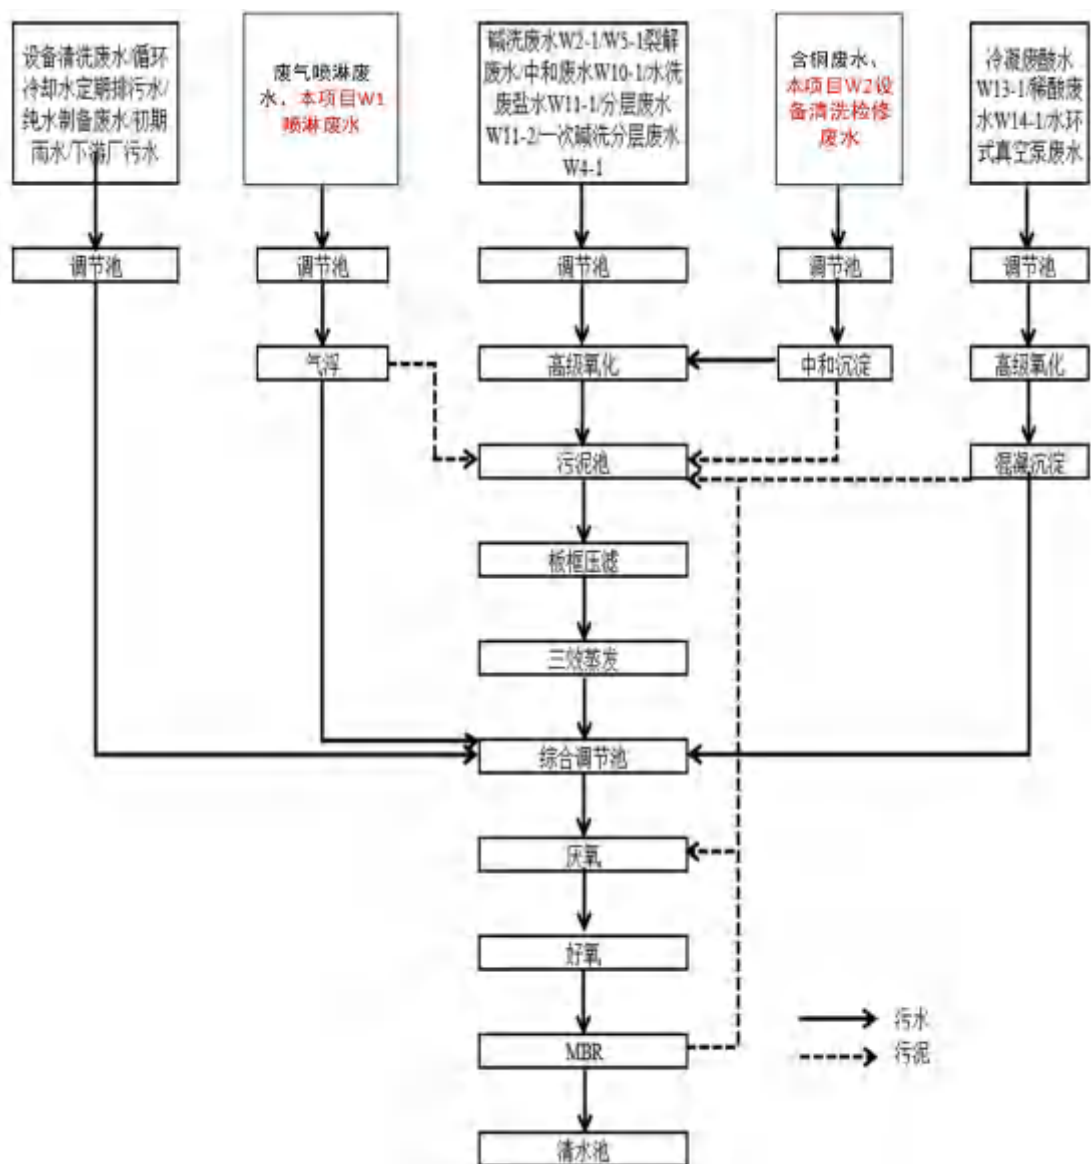 设备清洗废水/循环
冷却水定期排污水/
纯水制备废水/初期
雨水/下游厂污水
废气喷淋废
水、本项目W1
喷淋废水
碱洗废水W2-1/W5-1裂解
废水/中和废水W10-1/水洗
废盐水W11-1/分层废水
W11-2/一次碱洗分层废水
W4-1
含铜废水、
本项目W2设
备清洗检修
废水
冷凝废酸水
W13-1/稀酸废
水W14-1/水环
式真空泵废水
调节池
调节池
调节池
调节池
调节池
气浮
高级氧化
中和沉淀
高级氧化
污泥池
混凝沉淀
板框压滤
三效蒸发
综合调节池
厌氧
好氧
MBR
清水池
污水
污泥